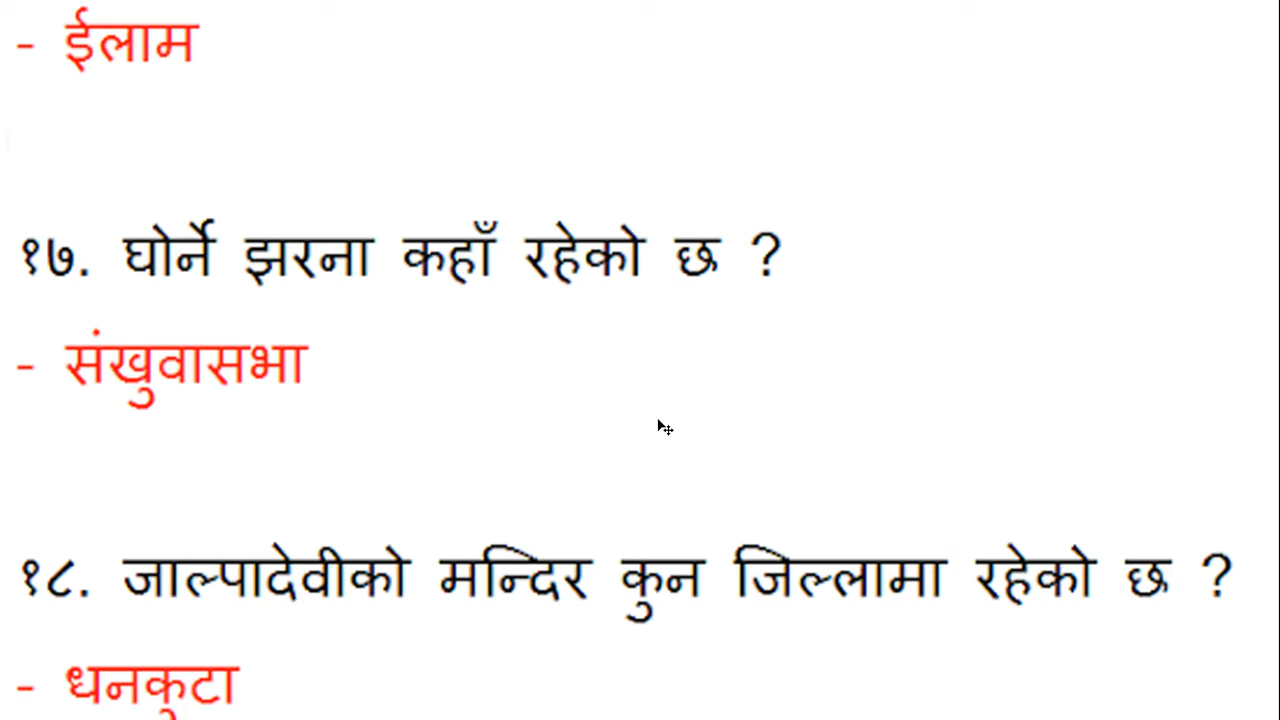 - ईलाम
१७. घोर्ने झरना कहाँ रहेको छ ?
- संखुवासभा
१८. जाल्पादेवीको मन्दिर कुन जिल्लामा रहेको छ ?
- धनकुटा